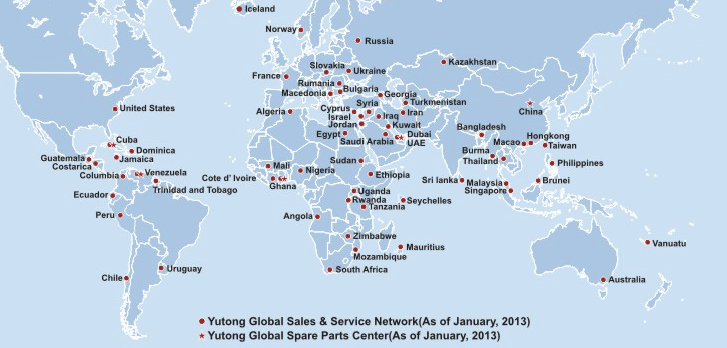 Iceland
Norway
Russia
Kazakhstan
Slovakia
Ukraine
France
Rumania
Bulgaria
Macedonia
Georgia
Turkmenistan
Syria
Cyprus
Algeria
Iran
Israel
Iraq
Jordan
Kuwait
Egypt
Dubai
Saudi Arabia
UAE
China
United States
Bangladesh
Hongkong
Macao
Taiwan
Cuba
Burma
Dominica
Guatemala
Jamaica
Thailand
Philippines
Costarica
Mali
Sudan
Nigeria
Columbia
Venezuela
Cote d' Ivoire
Ethiopia
Sri lanka
Malaysia
Brunei
Ghana
Trinidad and Tobago
Singapore
Uganda
Ecuador
Rwanda
Seychelles
Tanzania
Peru
Angola
Zimbabwe
Vanuatu
Mauritius
Mozambique
Uruguay
South Africa
Chile
Australia
Yutong Global Sales & Service Network(As of January, 2013)
Yutong Global Spare Parts Center(As of January, 2013)